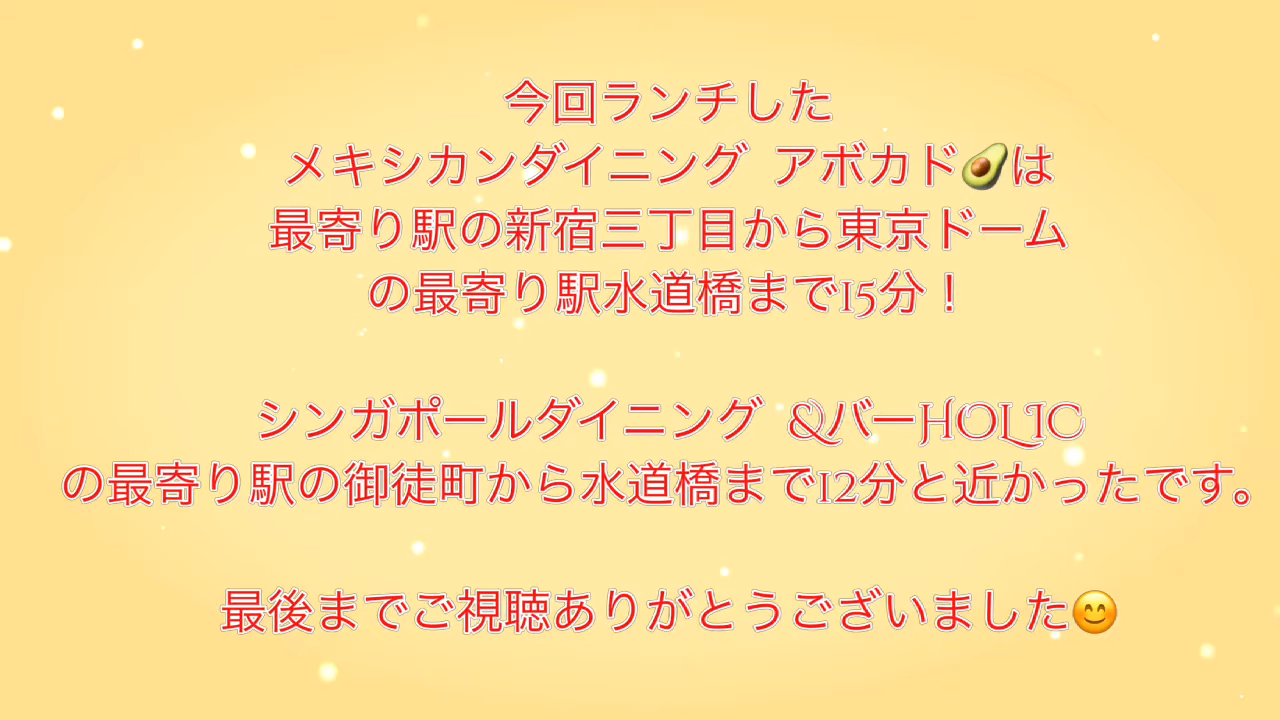 今回ランチした
メキシカンダイニング アボカド🥑は
最寄り駅の新宿三丁目から東京ドーム
の最寄り駅水道橋まで15分！
シンガポールダイニング &バーHOLIC
の最寄り駅の御徒町から水道橋まで12分と近かったです。
最後までご視聴ありがとうございました😊